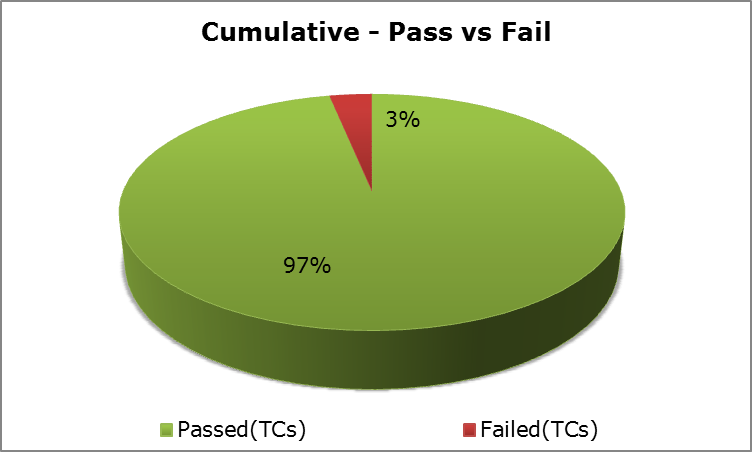 Cumulative - Pass vs Fail
3%
97%
Passed(TCs)
Failed(TCs)